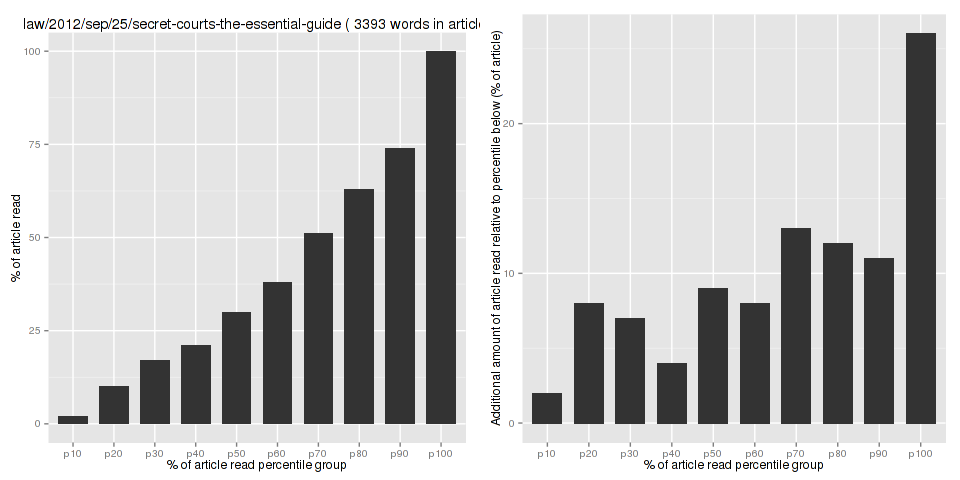 law/2012/sep/25/secret-courts-the-essential-guide ( 3393 words in articl
100
75
50
25
0
% of article read
p10 p20 p30 p40 p50 p60 p70 p80 p90 p100
% of article read percentile group
Additional amount of article read relative to percentile below (% of article)
20
10
0
p10 p20 p30 p40 p50 p60 p70 p80 p90 p100
% of article read percentile group